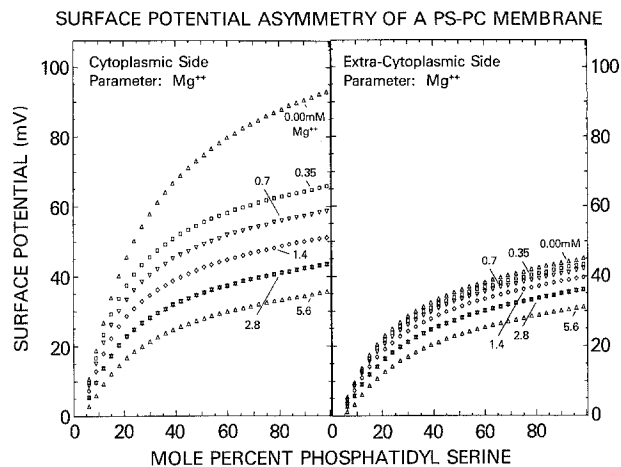 SURFACE POTENTIAL ASYMMETRY OF A PS-PC MEMBRANE
Cytoplasmic Side
Parameter: Mg⁺⁺
Extra-Cytoplasmic Side
Parameter: Mg⁺⁺
SURFACE POTENTIAL (mV)
100
80
60
40
20
0
0.00mM
Mg⁺⁺
0.35
0.7
1.4
2.8
5.6
0.00mM
0.35
0.7
1.4
2.8
5.6
100
80
60
40
20
0
0 20 40 60 80 100 20 40 60 80 100
MOLE PERCENT PHOSPHATIDYL SERINE